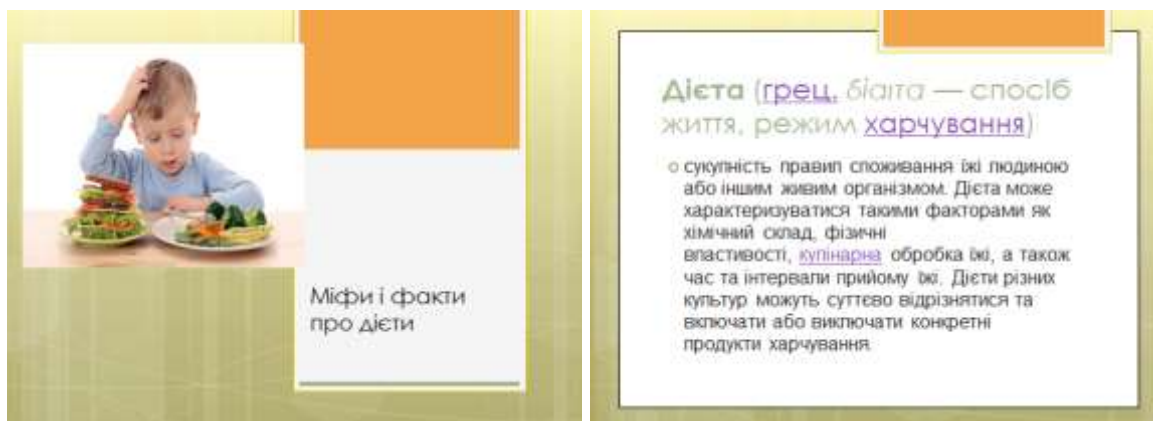 Міфи і факти
про дієти
Дієта (грец. δίαιτα — спосіб
життя, режим харчування)
сукупність правил споживання їжі людиною
або іншим живим організмом. Дієта може
характеризуватися такими факторами як
хімічний склад, фізичні
властивості, кулінарна обробка їжі, а також
час та інтервали прийому їжі. Дієти різних
культур можуть суттєво відрізнятися та
включати або виключати конкретні
продукти харчування.